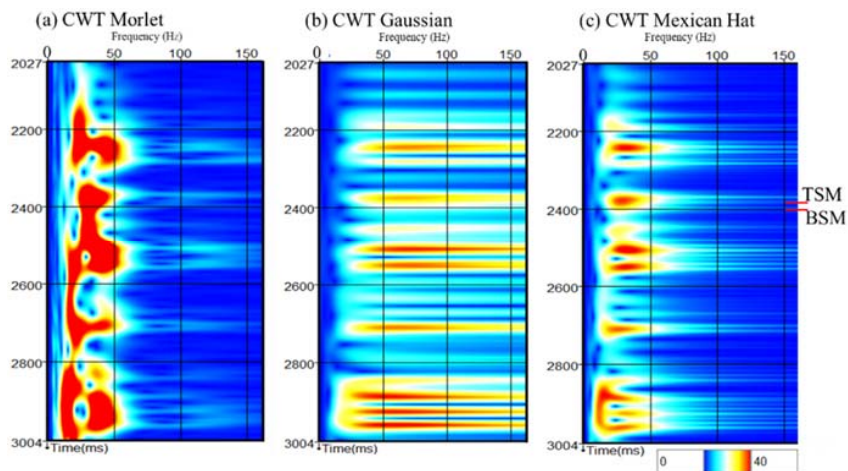 (a) CWT Morlet
(b) CWT Gaussian
(c) CWT Mexican Hat
Frequency (Hz)
Frequency (Hz)
Frequency (Hz)
0 50 100 150
0 50 100 150
0 50 100 150
2027 2027 2027
2200 2200 2200
TSM
2400 2400 2400
BSM
2600 2600 2600
2800 2800 2800
3004 3004 3004
Time(ms) Time(ms) Time(ms)
0 40